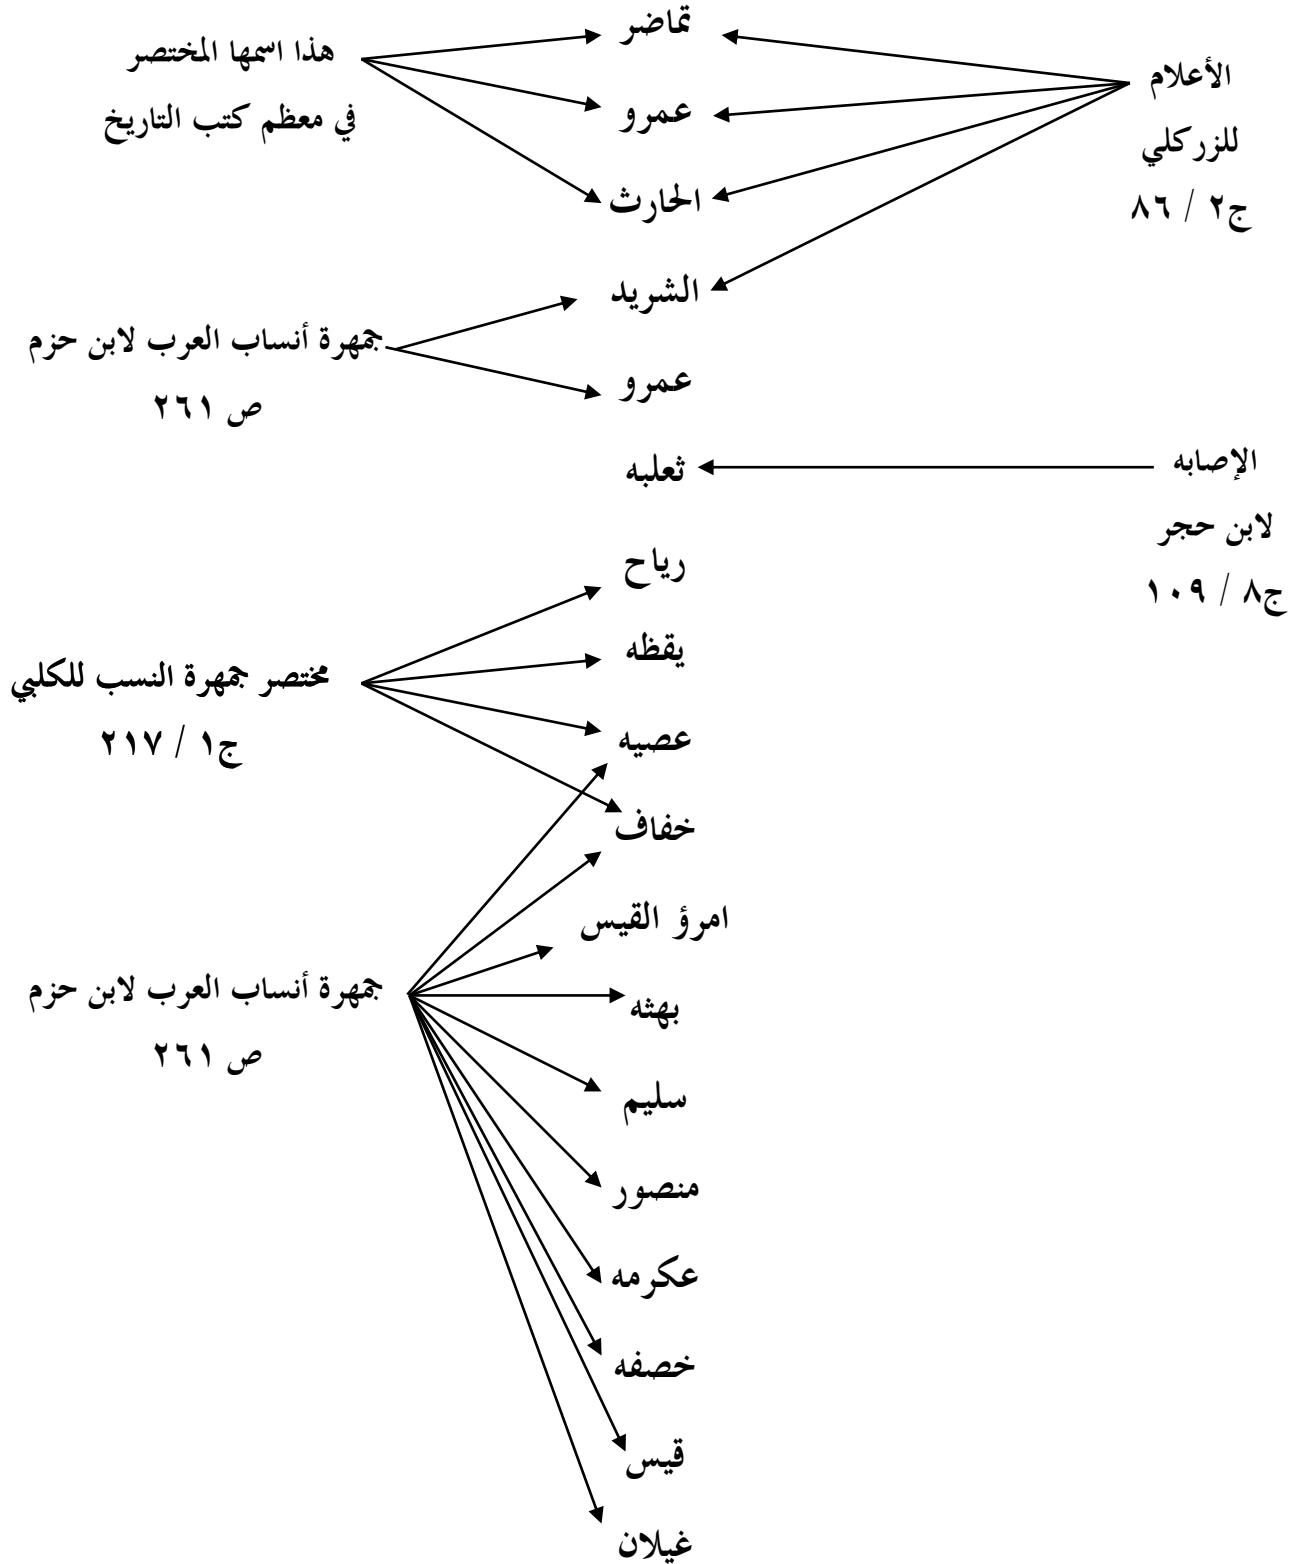 تماضر
هذا اسمها المختصر
في معظم كتب التاريخ
الأعلام
للزركلي
ج٢ / ٨٦
عمرو
الحارث
الشريد
جمهرة أنساب العرب لابن حزم
ص ٢٦١
عمرو
ثعلبه
الإصابه
لابن حجر
ج٨ / ١٠٩
رياح
يقظه
مختصر جمهرة النسب للكلبي
ج١ / ٢١٧
عصيه
خفاف
امرؤ القيس
جمهرة أنساب العرب لابن حزم
ص ٢٦١
بهثه
سليم
منصور
عكرمه
خصفه
قيس
غيلان